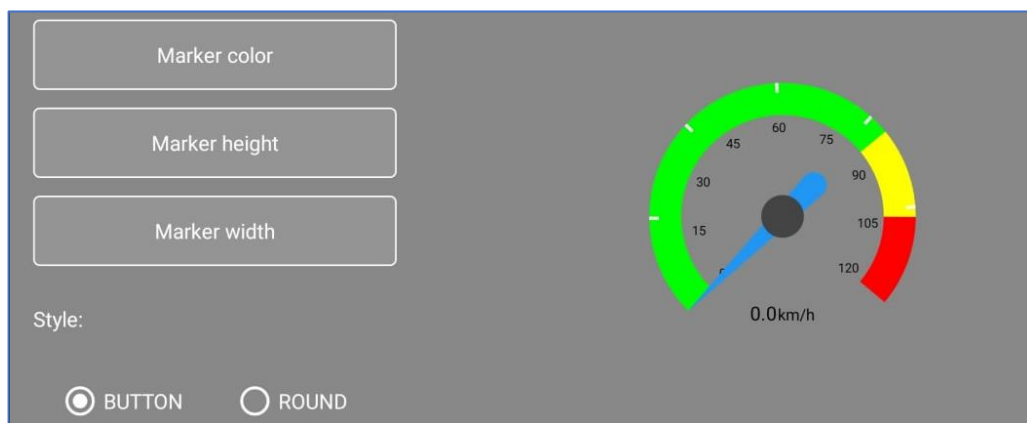 Marker color
Marker height
Marker width
Style:
BUTTON
ROUND
60
45
75
30
90
15
105
120
0.0km/h